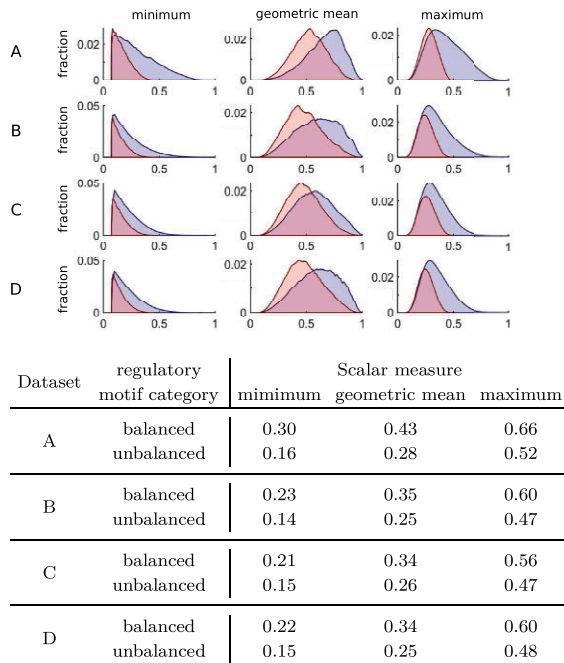 minimum geometric mean maximum
A fraction 0.02 0 0 0.5 1 0.02 0 0 0.5 1 0.02 0 0 0.5 1
B fraction 0.05 0 0 0.5 1 0.02 0 0 0.5 1 0.02 0 0 0.5 1
C fraction 0.05 0 0 0.5 1 0.02 0 0 0.5 1 0.02 0 0 0.5 1
D fraction 0.05 0 0 0.5 1 0.02 0 0 0.5 1 0.02 0 0 0.5 1
Dataset regulatory motif category Scalar measure
mimimum geometric mean maximum
A balanced 0.30 0.43 0.66
unbalanced 0.16 0.28 0.52
B balanced 0.23 0.35 0.60
unbalanced 0.14 0.25 0.47
C balanced 0.21 0.34 0.56
unbalanced 0.15 0.26 0.47
D balanced 0.22 0.34 0.60
unbalanced 0.15 0.25 0.48